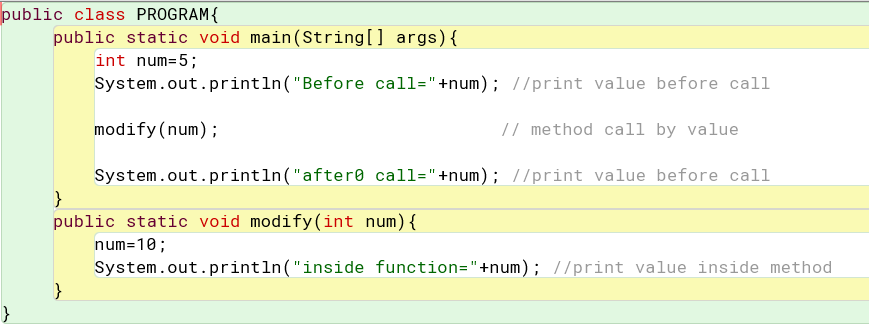 public class PROGRAM{
public static void main(String[] args){
int num=5;
System.out.println("Before call="+num); //print value before call
modify(num); // method call by value
System.out.println("after0 call="+num); //print value before call
}
public static void modify(int num){
num=10;
System.out.println("inside function="+num); //print value inside method
}
}